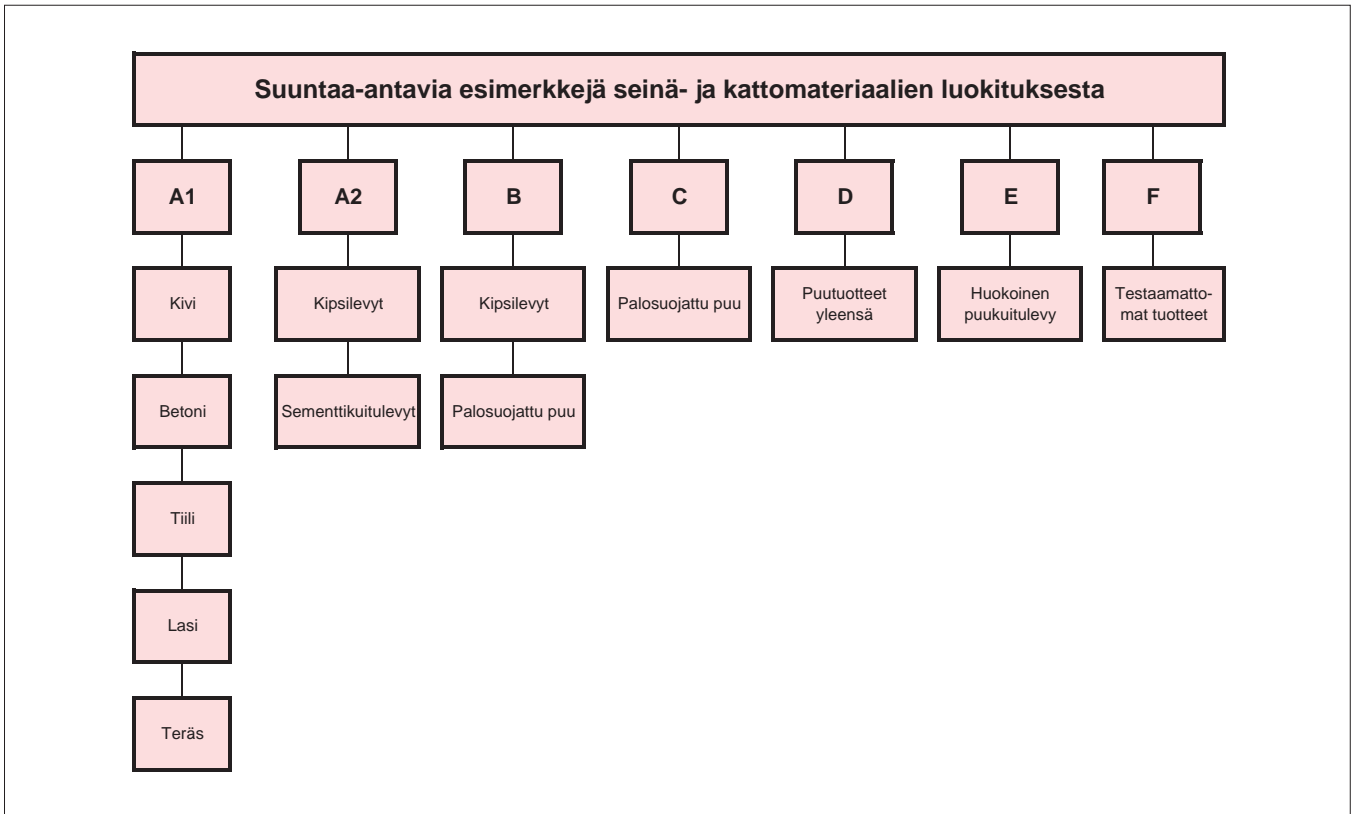 Suuntaa-antavia esimerkkejä seinä- ja kattomateriaalien luokituksesta
A1
A2
B
C
D
E
F
Kivi
Kipsilevyt
Kipsilevyt
Palosuojattu puu
Puutuotteet
yleensä
Huokoinen
puukuitulevy
Testaamatto-
mat tuotteet
Betoni
Sementtikuitulevyt
Palosuojattu puu
Tiili
Lasi
Teräs